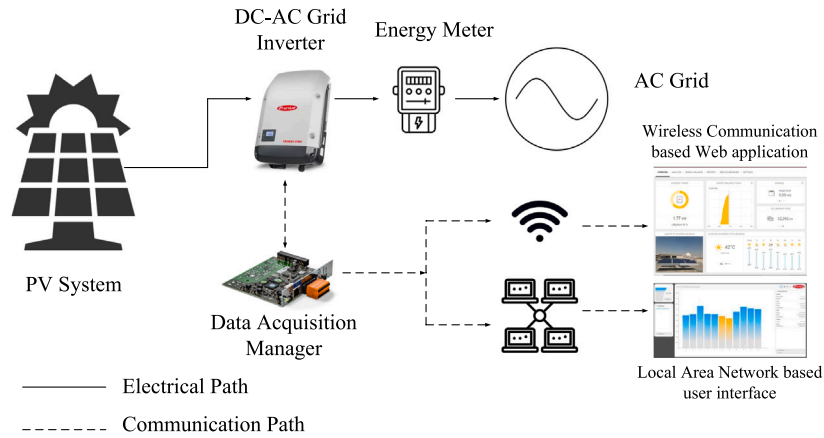 DC-AC Grid
Inverter
Energy Meter
AC Grid
PV System
Data Acquisition
Manager
Wireless Communication
based Web application
42°C
Local Area Network based
user interface
Electrical Path
Communication Path